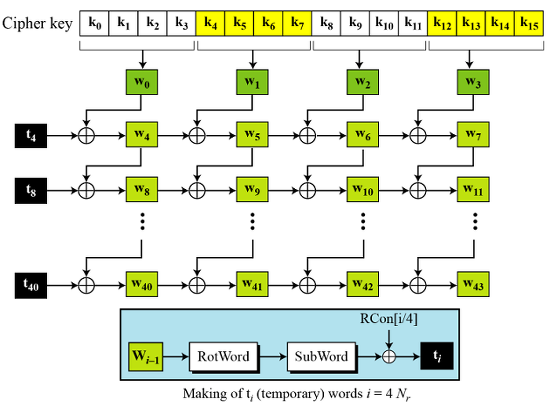 Cipher key k0 k1 k2 k3 k4 k5 k6 k7 k8 k9 k10 k11 k12 k13 k14 k15
w0 w1 w2 w3
t4 w4 w5 w6 w7
t8 w8 w9 w10 w11
t40 w40 w41 w42 w43
RCon[i/4]
Wi–1 RotWord SubWord ti
Making of ti (temporary) words i = 4 Nr